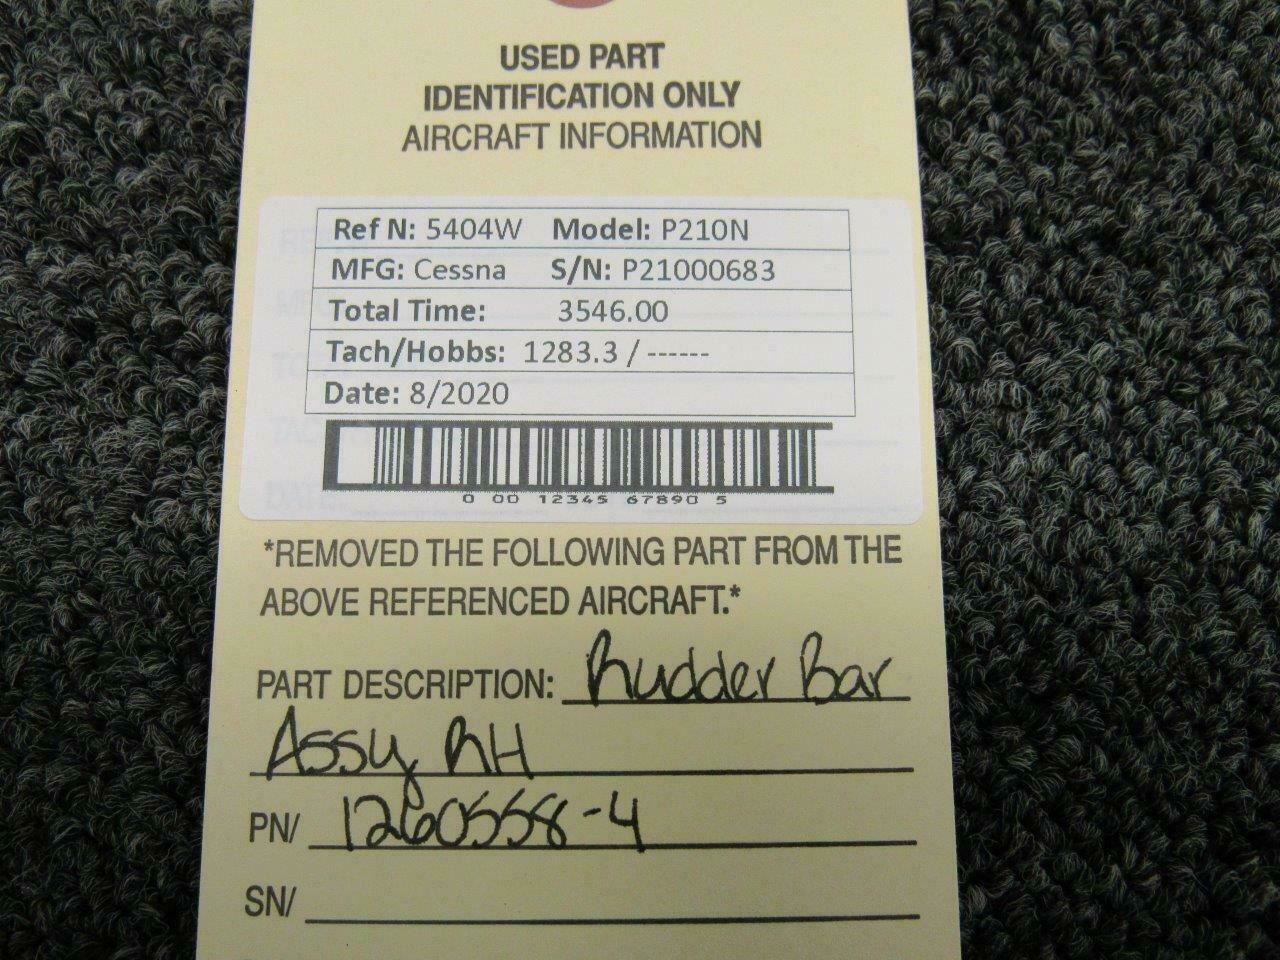 USED PART
IDENTIFICATION ONLY
AIRCRAFT INFORMATION
Ref N: 5404W Model: P210N
MFG: Cessna S/N: P21000683
Total Time: 3546.00
Tach/Hobbs: 1283.3 / ------
Date: 8/2020
0 00 12345 67890 5
*REMOVED THE FOLLOWING PART FROM THE
ABOVE REFERENCED AIRCRAFT.*
PART DESCRIPTION: Rudder Bar
Assy RH
PN/ 1260558-4
SN/